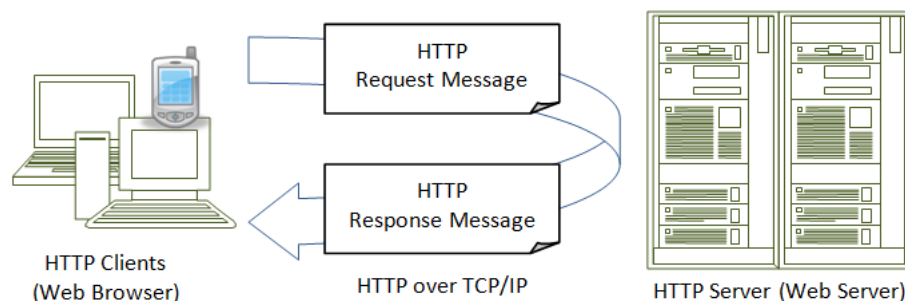 HTTP
Request Message
HTTP
Response Message
HTTP Clients
(Web Browser)
HTTP over TCP/IP
HTTP Server (Web Server)